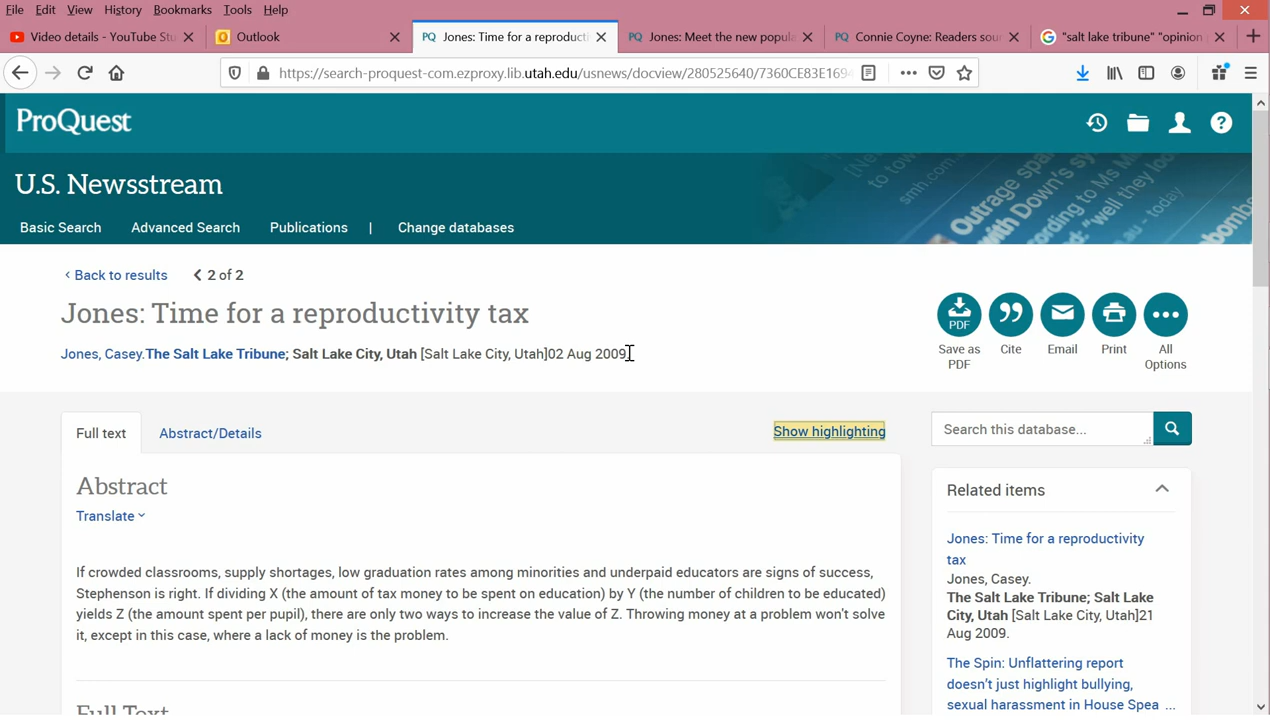 File Edit View History Bookmarks Tools Help
Video details - YouTube Stu
Outlook
PQ Jones: Time for a reproducti
PQ Jones: Meet the new popula
PQ Connie Coyne: Readers sour
"salt lake tribune" "opinion p
https://search-proquest-com.ezproxy.lib.utah.edu/usnews/docview/280525640/7360CE83E1694
ProQuest
U.S. Newsstream
Basic Search Advanced Search Publications | Change databases
‹ Back to results 2 of 2
Jones: Time for a reproductivity tax
Jones, Casey. The Salt Lake Tribune; Salt Lake City, Utah [Salt Lake City, Utah]02 Aug 2009.
PDF
Save as PDF
Cite
Email
Print
All Options
Full text Abstract/Details
Show highlighting
Abstract
Translate
If crowded classrooms, supply shortages, low graduation rates among minorities and underpaid educators are signs of success,
Stephenson is right. If dividing X (the amount of tax money to be spent on education) by Y (the number of children to be educated)
yields Z (the amount spent per pupil), there are only two ways to increase the value of Z. Throwing money at a problem won't solve
it, except in this case, where a lack of money is the problem.
Full Text
Search this database...
Related items
Jones: Time for a reproductivity
tax
Jones, Casey.
The Salt Lake Tribune; Salt Lake
City, Utah [Salt Lake City, Utah]21
Aug 2009.
The Spin: Unflattering report
doesn't just highlight bullying,
sexual harassment in House Spea ...